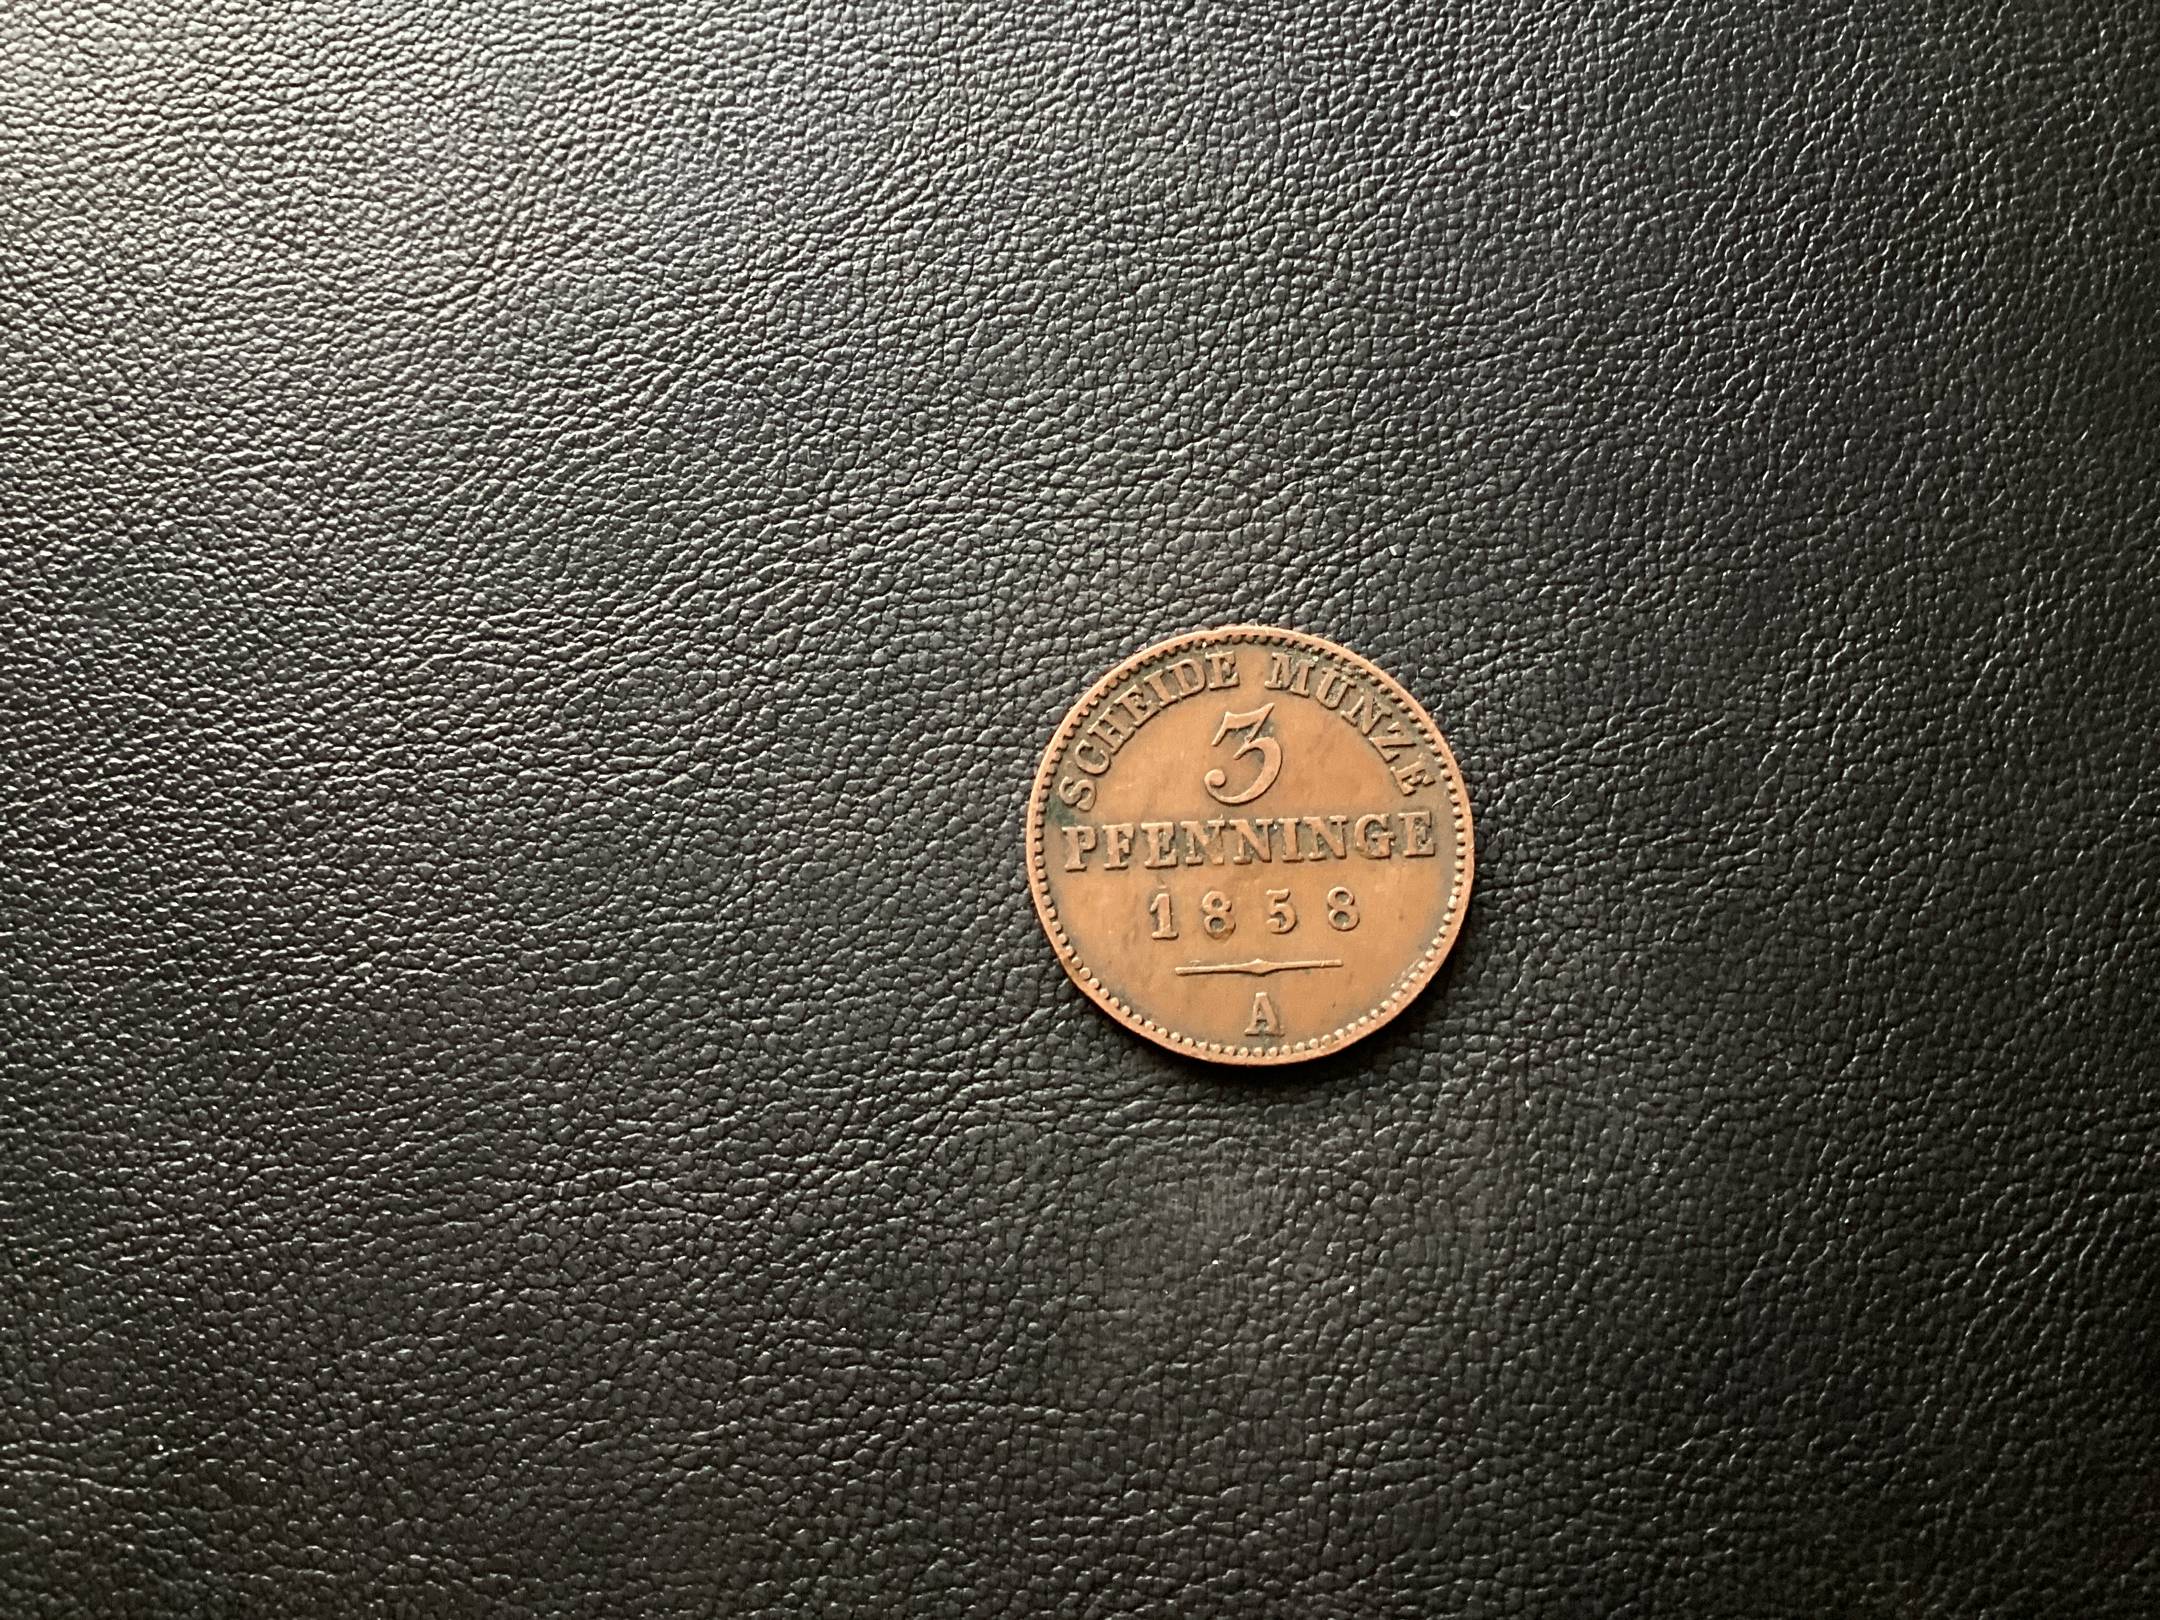 SCHEIDE MÜNZE
3
PFENNINGE
1858
A